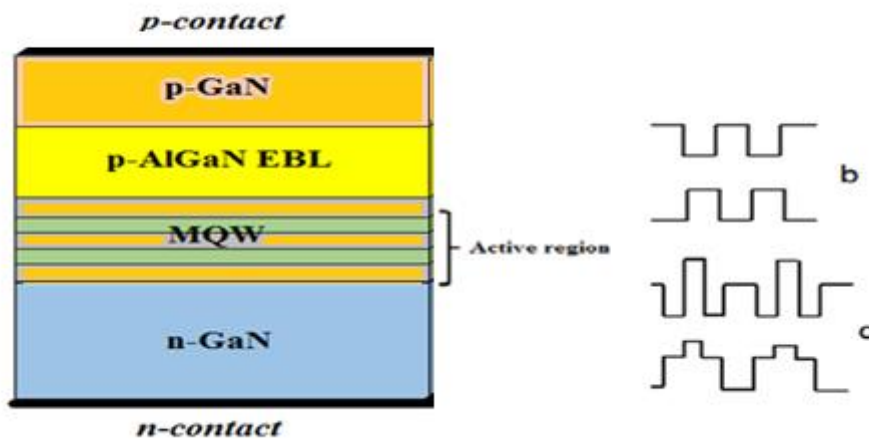 p-contact
p-GaN
p-AlGaN EBL
MQW
Active region
n-GaN
n-contact
b
c